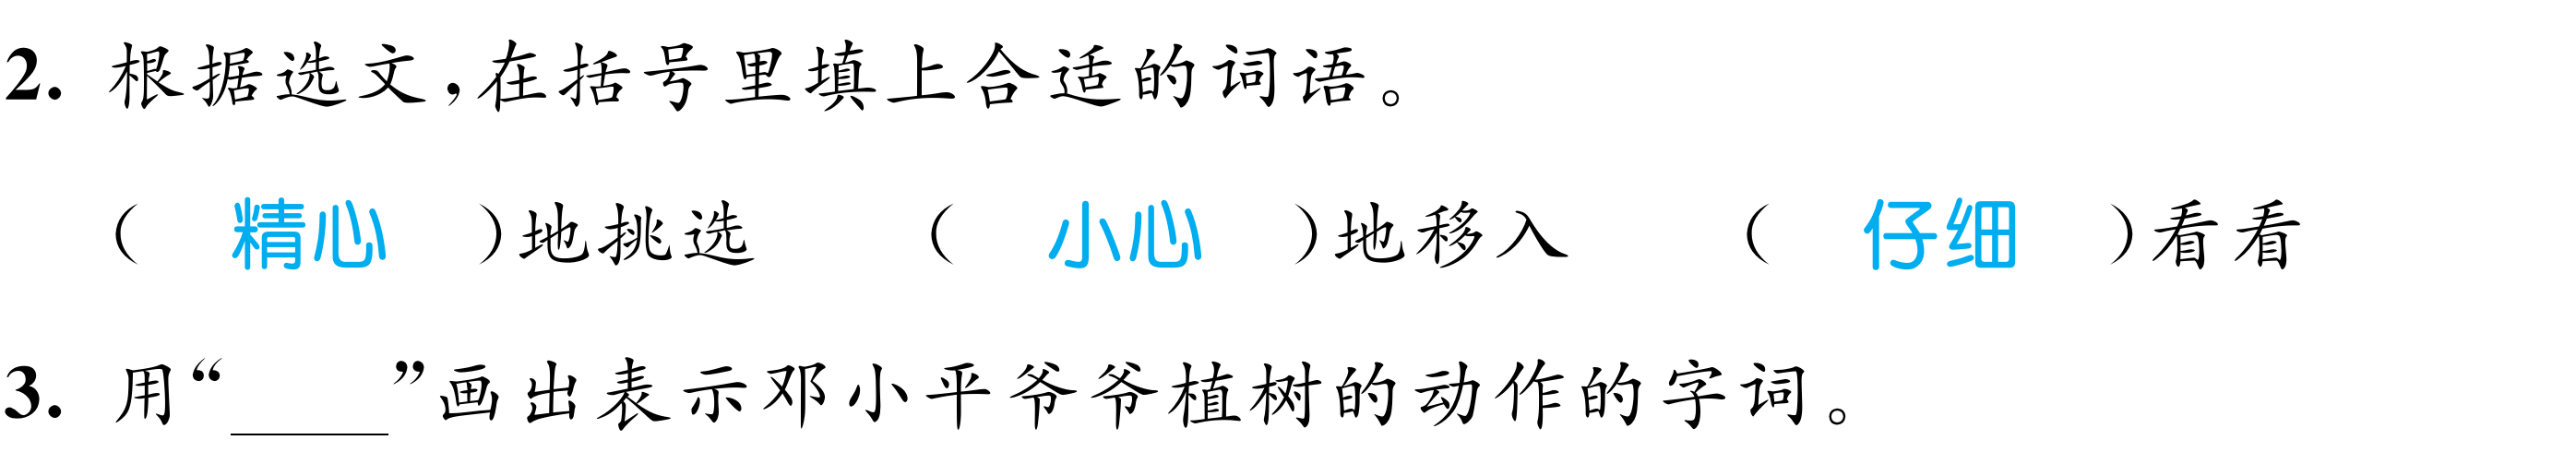 2. 根据选文,在括号里填上合适的词语。
( 精心 )地挑选 ( 小心 )地移入 ( 仔细 )看看
3. 用“____”画出表示邓小平爷爷植树的动作的字词。